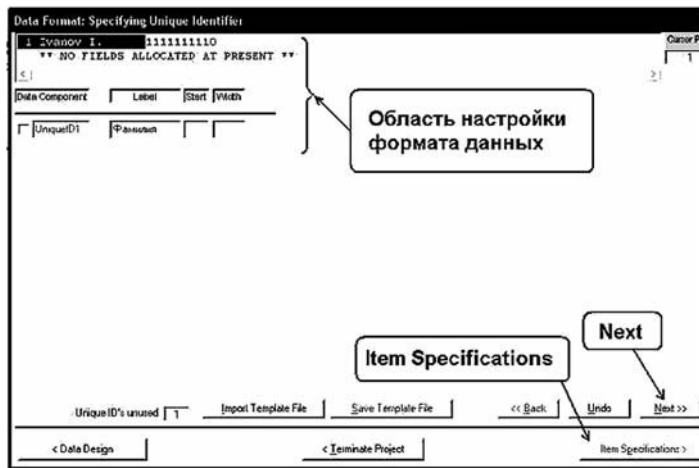 Data Format: Specifying Unique Identifier
1 Ivanov I. 1111111110
** NO FIELDS ALLOCATED AT PRESENT **
Cursor P
1
Data Component Label Start Width
UniqueID1 Фамилия
Область настройки
формата данных
Next
Item Specifications
Unique ID's unused 1 Import Template File Save Template File << Back Undo Next >>
< Data Design < Terminate Project Item Specifications >